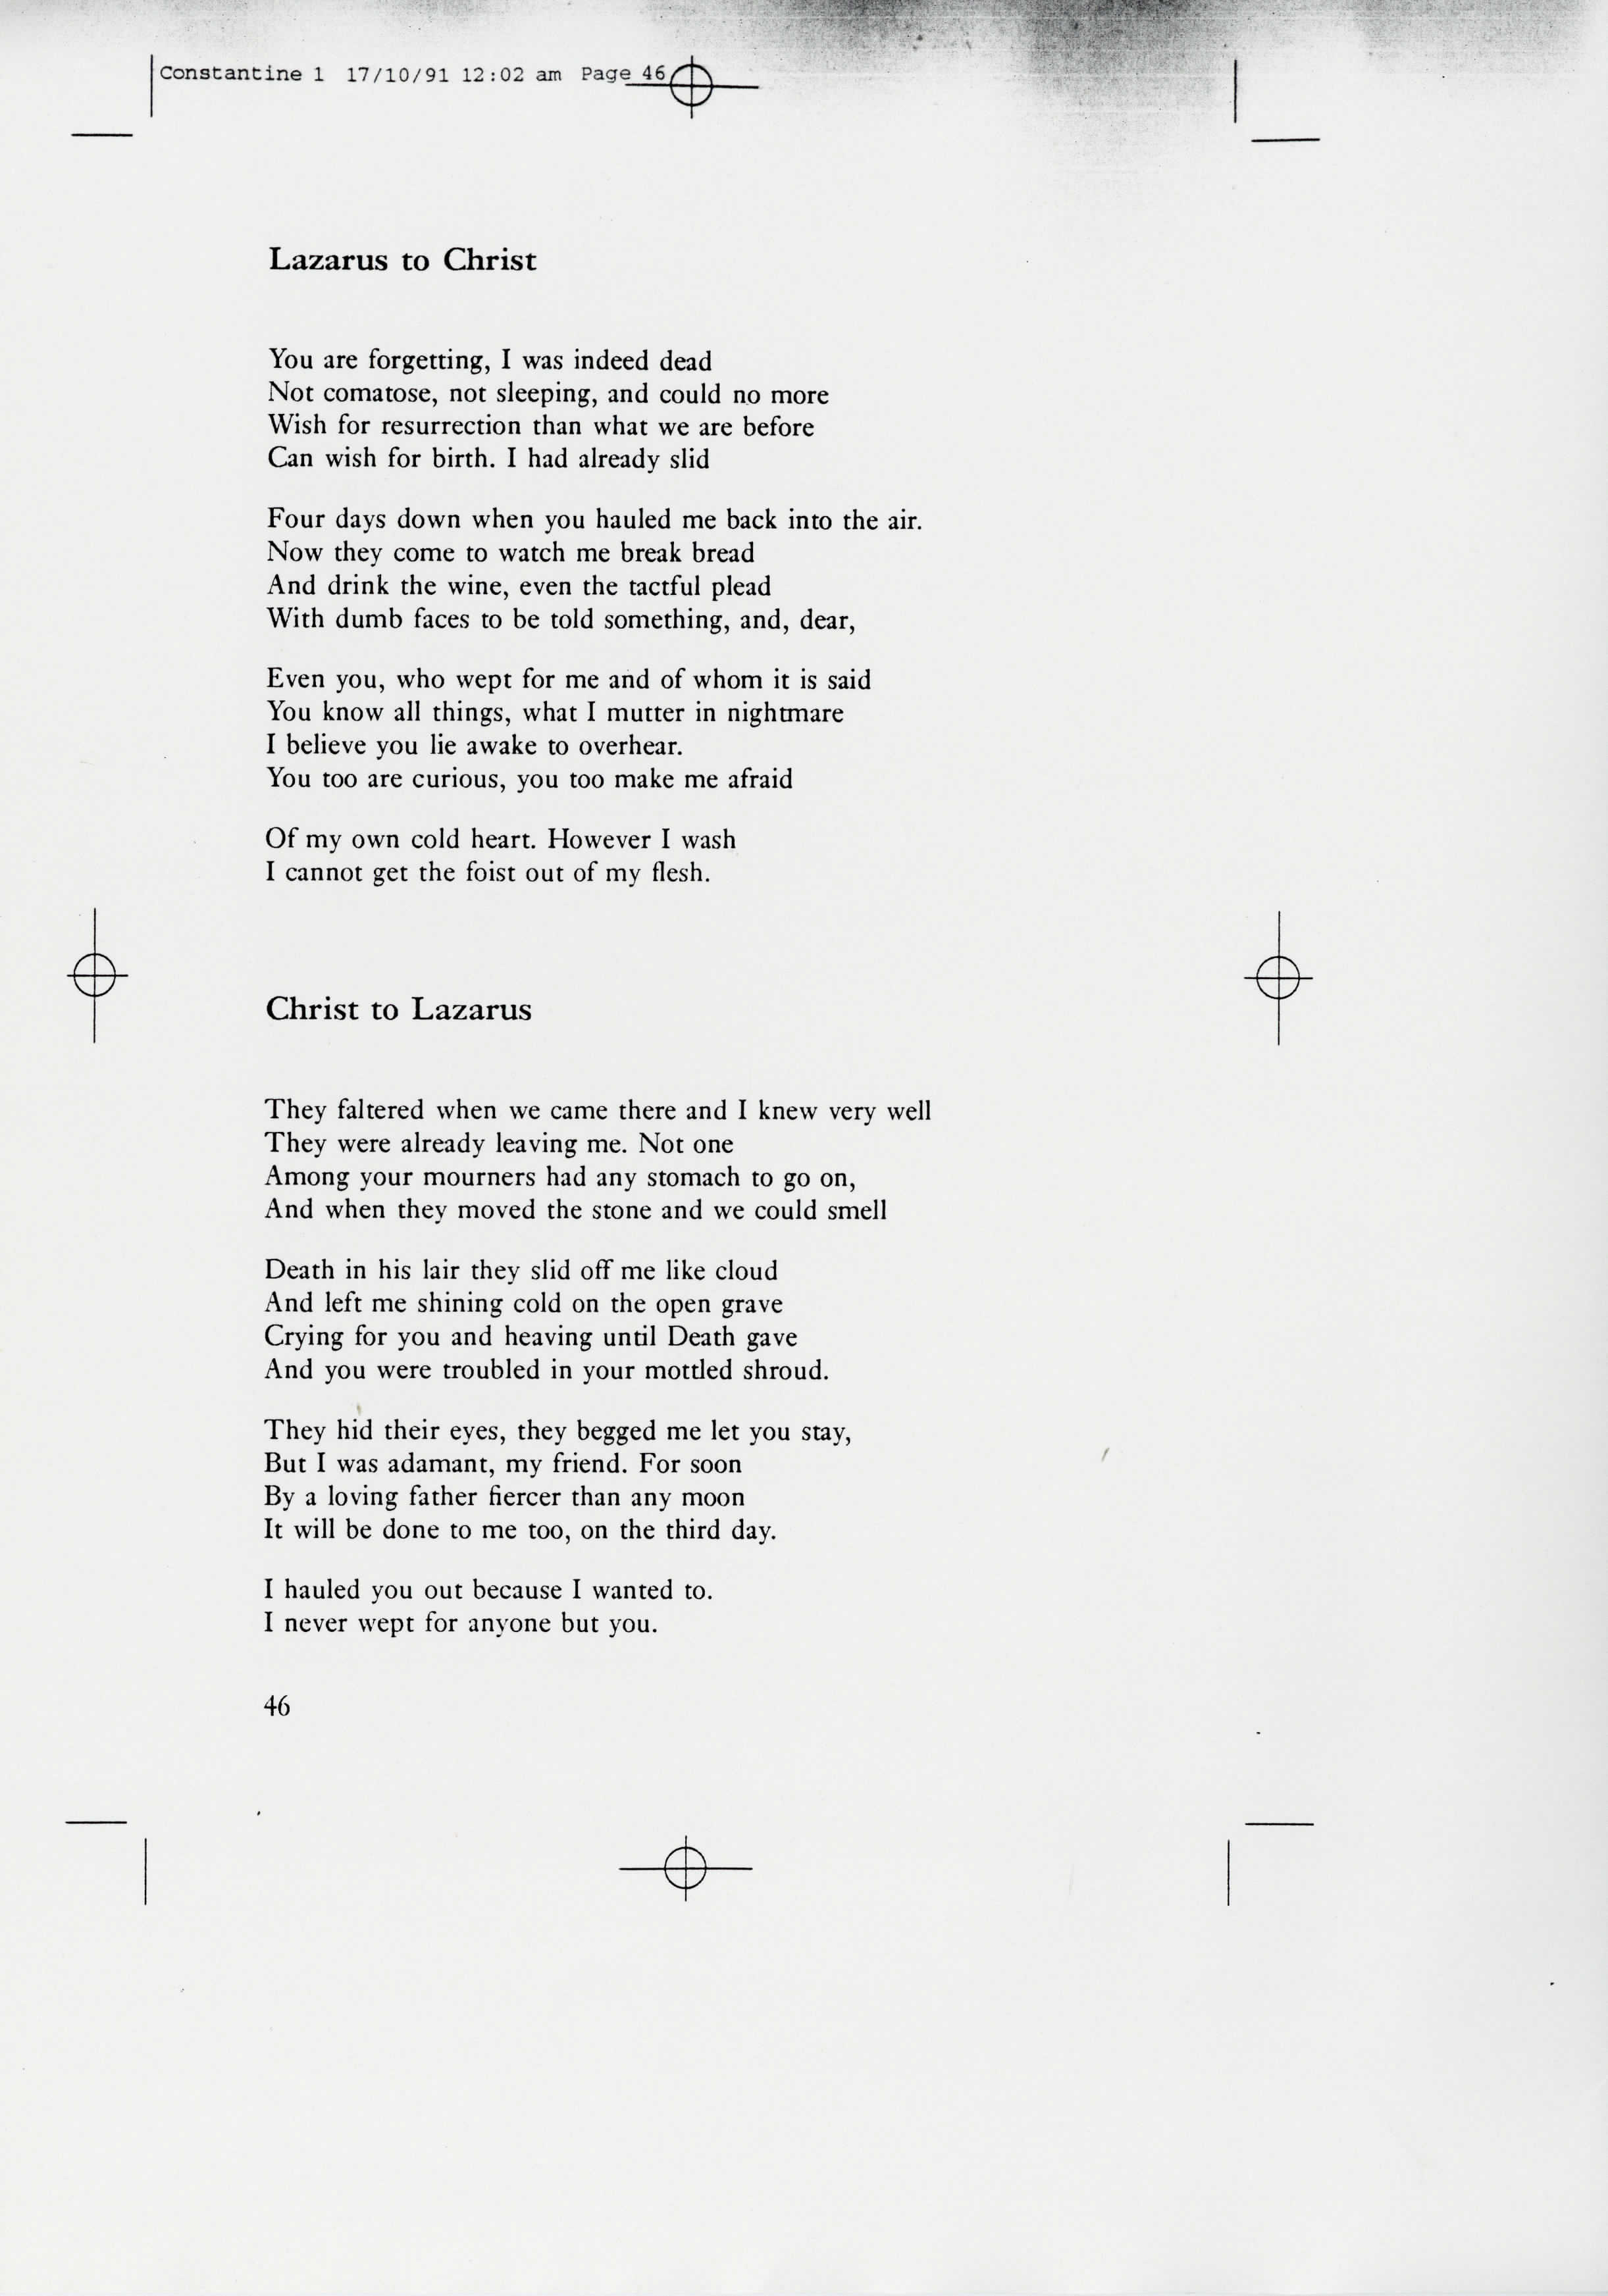 Constantine 1 17/10/91 12:02 am Page 46
Lazarus to Christ
You are forgetting, I was indeed dead
Not comatose, not sleeping, and could no more
Wish for resurrection than what we are before
Can wish for birth. I had already slid
Four days down when you hauled me back into the air.
Now they come to watch me break bread
And drink the wine, even the tactful plead
With dumb faces to be told something, and, dear,
Even you, who wept for me and of whom it is said
You know all things, what I mutter in nightmare
I believe you lie awake to overhear.
You too are curious, you too make me afraid
Of my own cold heart. However I wash
I cannot get the foist out of my flesh.
Christ to Lazarus
They faltered when we came there and I knew very well
They were already leaving me. Not one
Among your mourners had any stomach to go on,
And when they moved the stone and we could smell
Death in his lair they slid off me like cloud
And left me shining cold on the open grave
Crying for you and heaving until Death gave
And you were troubled in your mottled shroud.
They hid their eyes, they begged me let you stay,
But I was adamant, my friend. For soon
By a loving father fiercer than any moon
It will be done to me too, on the third day.
I hauled you out because I wanted to.
I never wept for anyone but you.
46